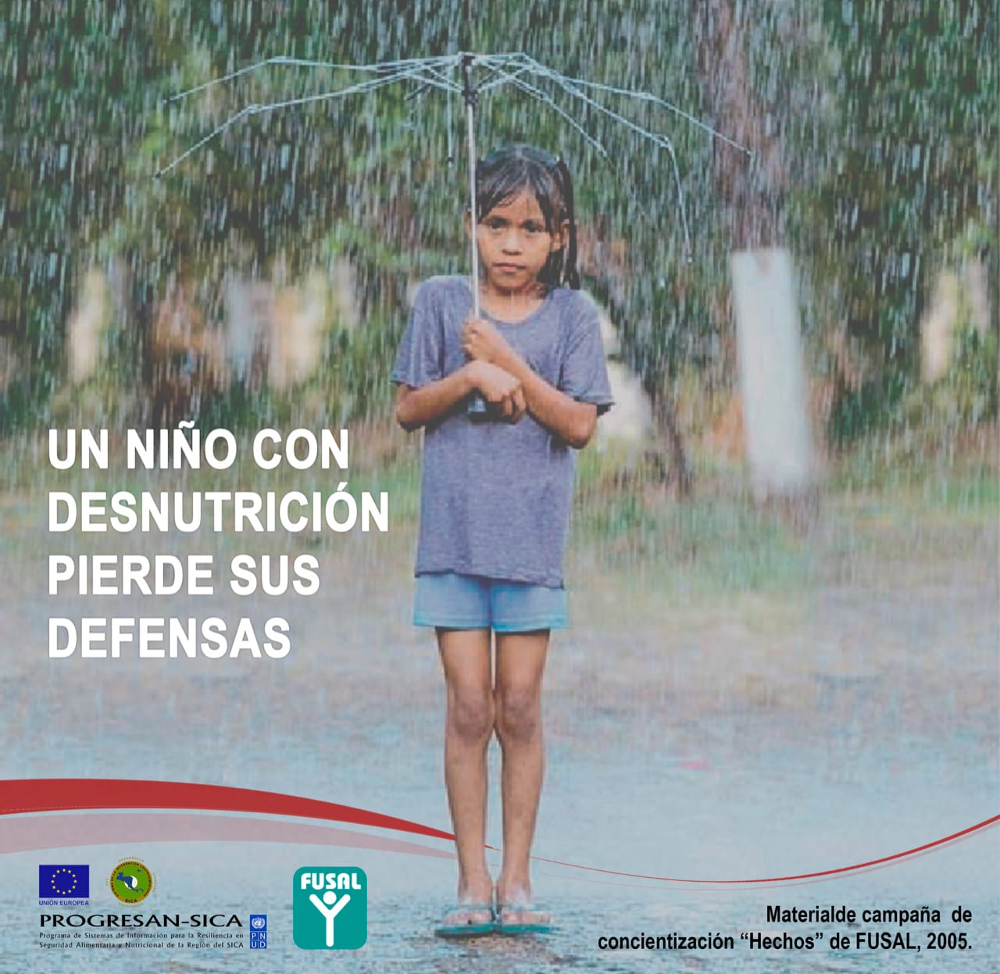 UN NIÑO CON
DESNUTRICIÓN
PIERDE SUS
DEFENSAS
UNIÓN EUROPEA
SICA
PROGRESAN-SICA
Programa de Sistemas de Información para la Resiliencia en
Seguridad Alimentaria y Nutricional de la Región del SICA
PN
UD
FUSAL
Materialde campaña de
concientización “Hechos” de FUSAL, 2005.